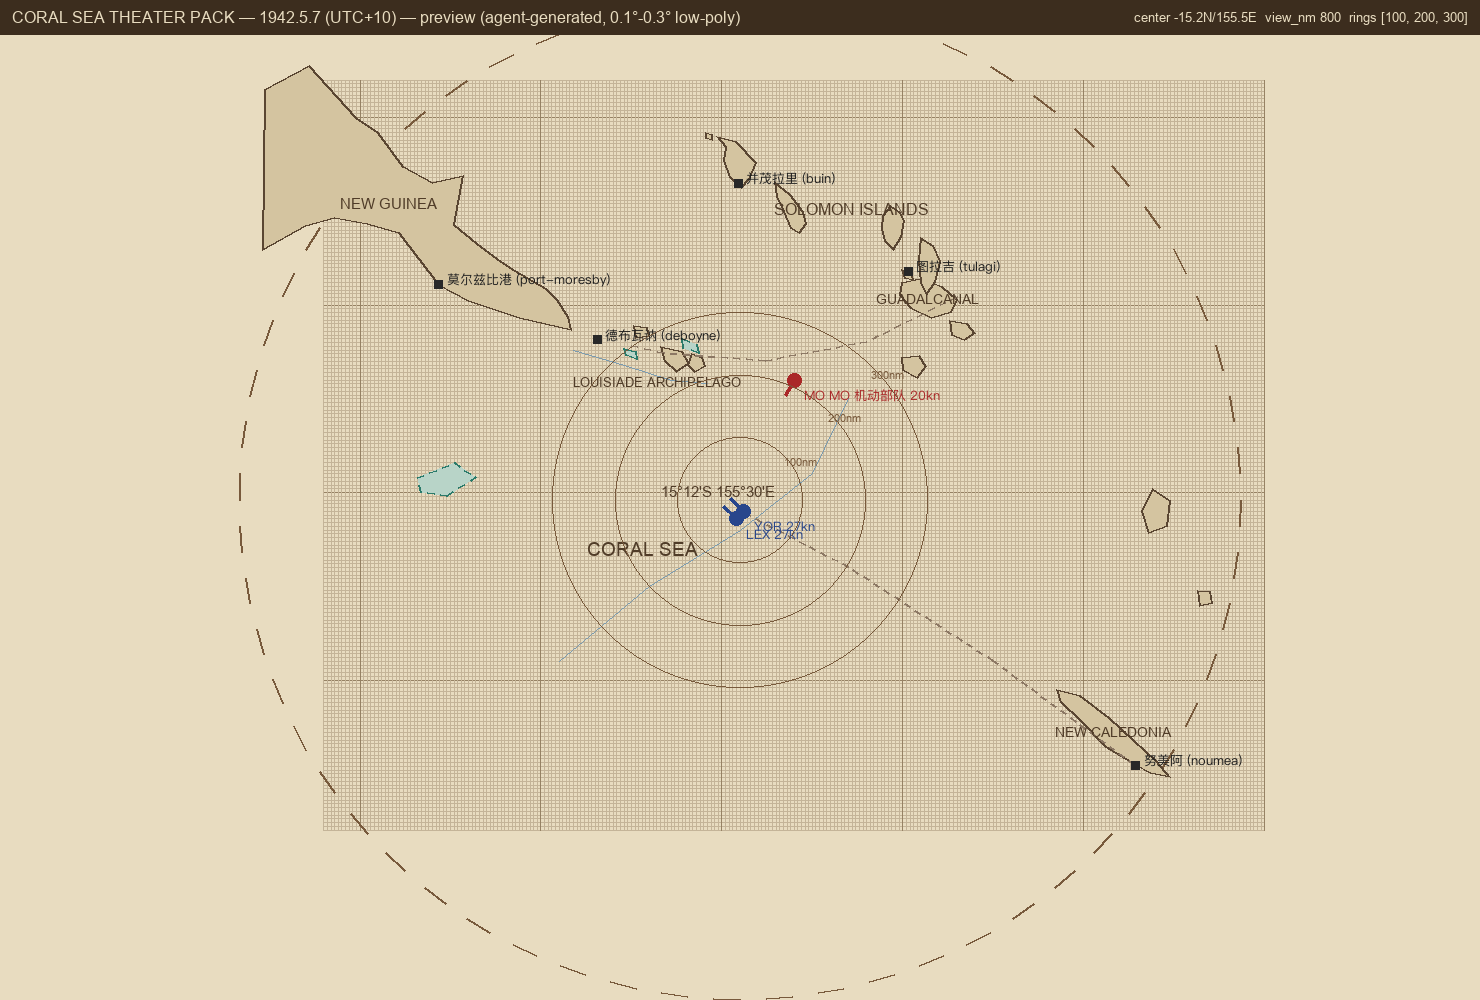 CORAL SEA THEATER PACK — 1942.5.7 (UTC+10) — preview (agent-generated, 0.1°-0.3° low-poly)
center -15.2N/155.5E view_nm 800 rings [100, 200, 300]
并茂拉里 (buin)
NEW GUINEA
SOLOMON ISLANDS
图拉吉 (tulagi)
莫尔兹比港 (port-moresby)
GUADALCANAL
德布瓦纳 (deboyne)
300nm
LOUISIADE ARCHIPELAGO
MO MO 机动部队 20kn
200nm
100nm
15°12'S 155°30'E
YOR 27kn
LEX 27kn
CORAL SEA
NEW CALEDONIA
努美阿 (noumea)